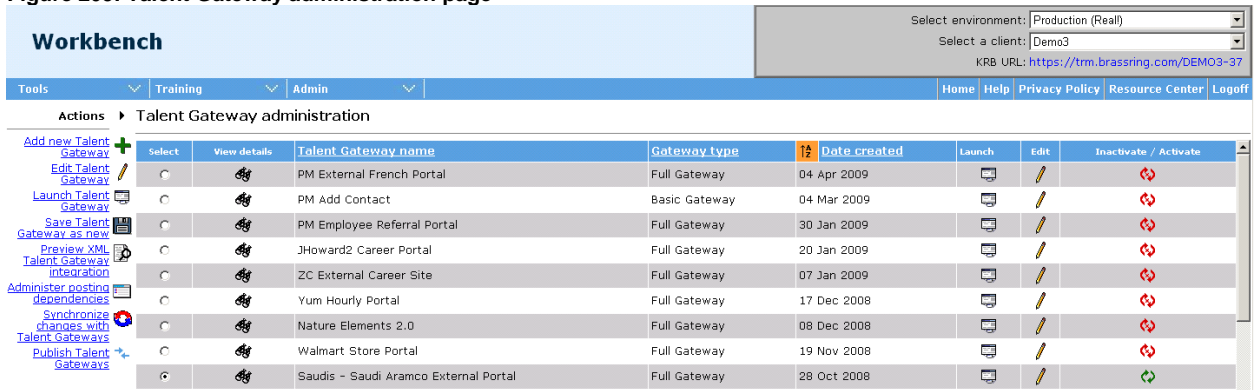 Figure 205. Talent Gateway administration page
Workbench
Select environment: Production (Real!)
Select a client: Demo3
KRB URL: https://trm.brassring.com/DEMO3-37
Tools Training Admin Home Help Privacy Policy Resource Center Logoff
Actions Talent Gateway administration
Add new Talent
Gateway
Edit Talent
Gateway
Launch Talent
Gateway
Save Talent
Gateway as new
Preview XML
Talent Gateway
integration
Administer posting
dependencies
Synchronize
changes with
Talent Gateways
Publish Talent
Gateways
Select View details Talent Gateway name Gateway type Date created Launch Edit Inactivate / Activate
PM External French Portal Full Gateway 04 Apr 2009
PM Add Contact Basic Gateway 04 Mar 2009
PM Employee Referral Portal Full Gateway 30 Jan 2009
JHoward2 Career Portal Full Gateway 20 Jan 2009
ZC External Career Site Full Gateway 07 Jan 2009
Yum Hourly Portal Full Gateway 17 Dec 2008
Nature Elements 2.0 Full Gateway 08 Dec 2008
Walmart Store Portal Full Gateway 19 Nov 2008
Saudis - Saudi Aramco External Portal Full Gateway 28 Oct 2008